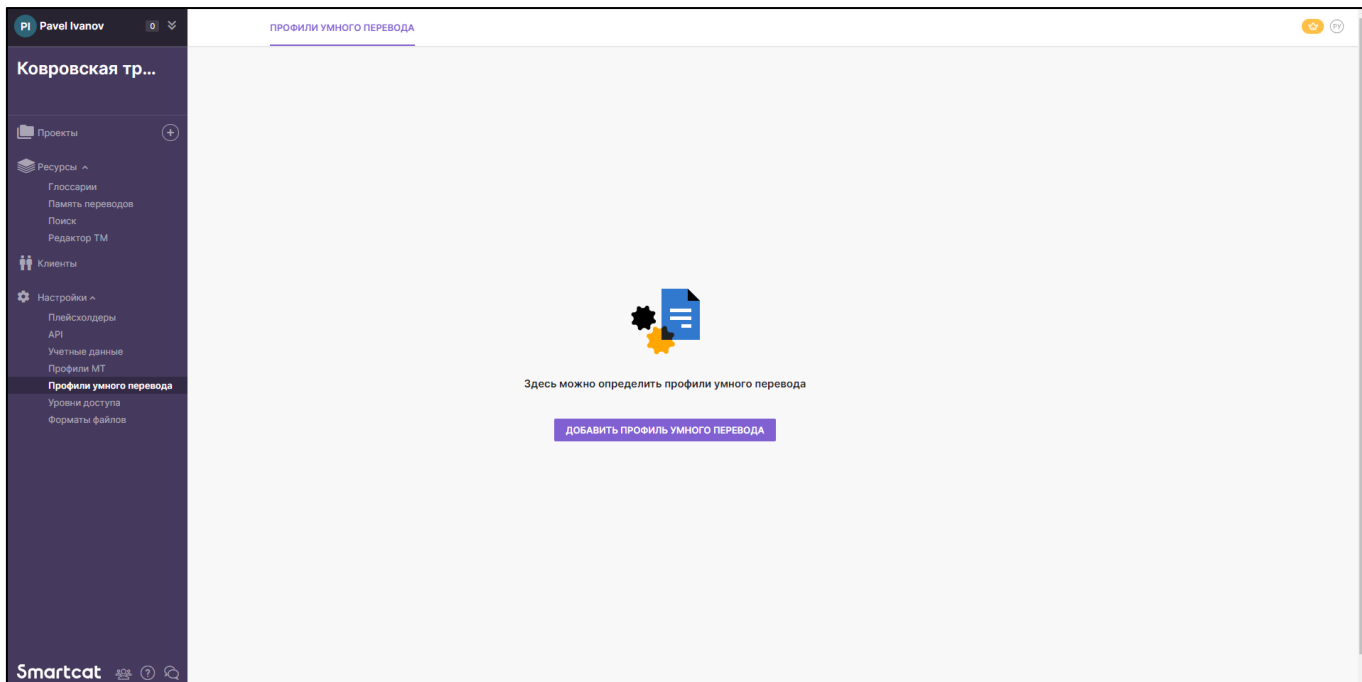 PI Pavel Ivanov 0
ПРОФИЛИ УМНОГО ПЕРЕВОДА
РУ
Ковровская тр...
Проекты
Ресурсы
Глоссарии
Память переводов
Поиск
Редактор ТМ
Клиенты
Настройки
Плейсхолдеры
API
Учетные данные
Профили МТ
Профили умного перевода
Уровни доступа
Форматы файлов
Здесь можно определить профили умного перевода
ДОБАВИТЬ ПРОФИЛЬ УМНОГО ПЕРЕВОДА
Smartcat